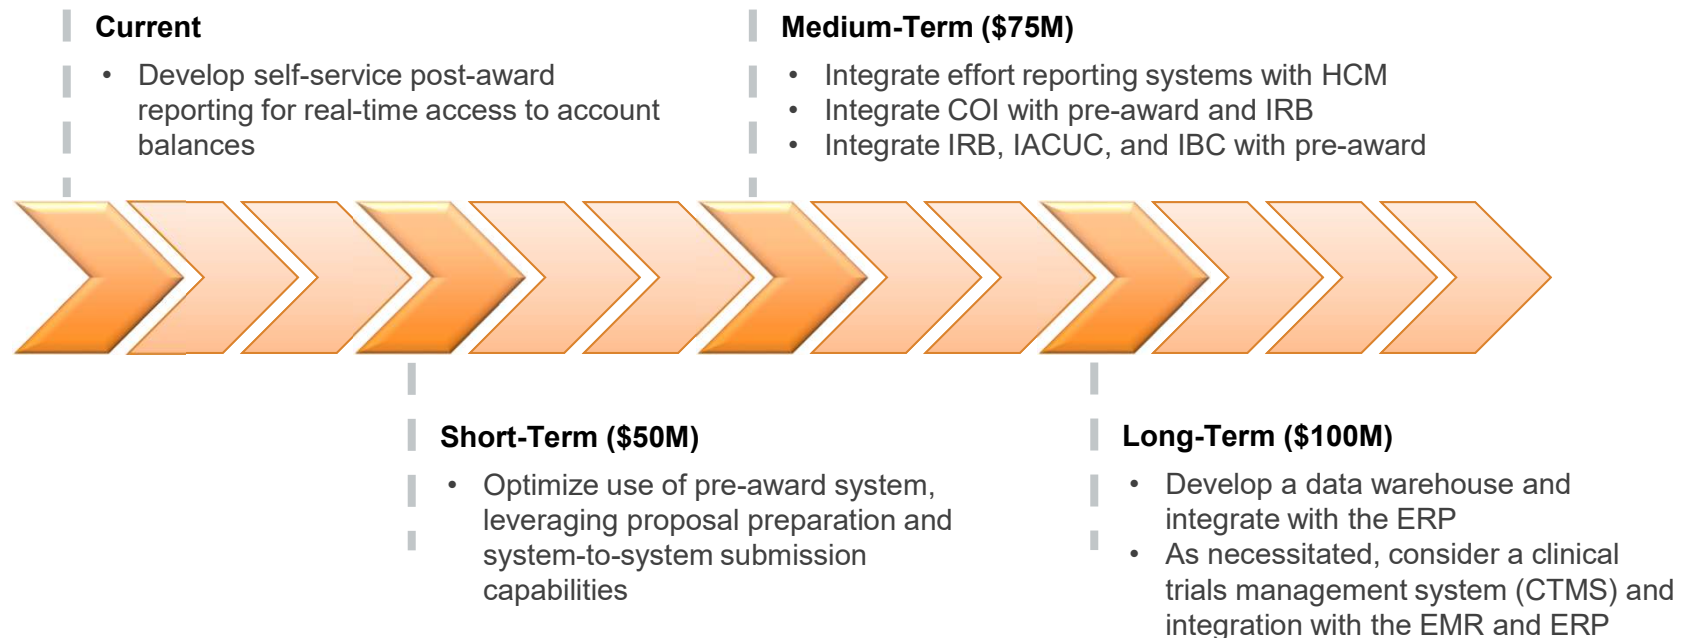 Current
• Develop self-service post-award
reporting for real-time access to account
balances
Medium-Term ($75M)
• Integrate effort reporting systems with HCM
• Integrate COI with pre-award and IRB
• Integrate IRB, IACUC, and IBC with pre-award
Short-Term ($50M)
• Optimize use of pre-award system,
leveraging proposal preparation and
system-to-system submission
capabilities
Long-Term ($100M)
• Develop a data warehouse and
integrate with the ERP
• As necessitated, consider a clinical
trials management system (CTMS) and
integration with the EMR and ERP